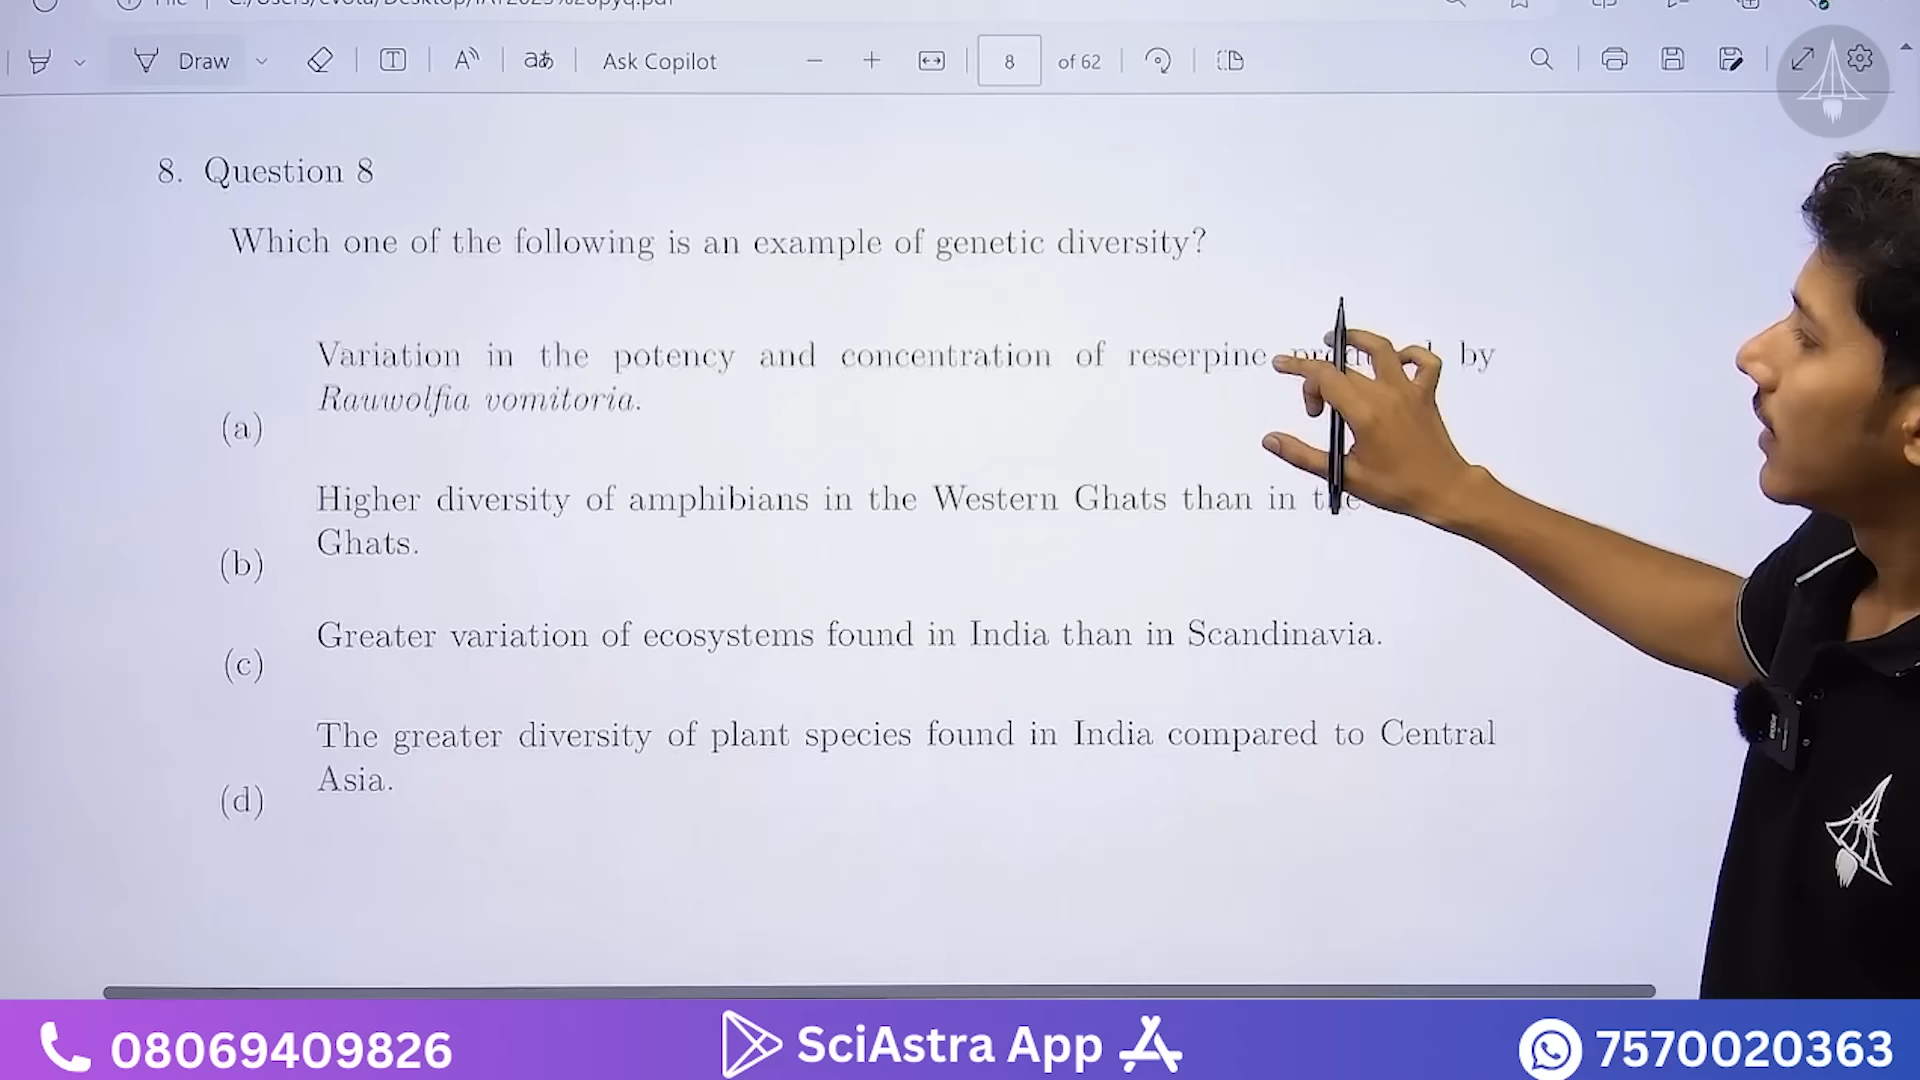 Draw
Ask Copilot
8 of 62
8. Question 8
Which one of the following is an example of genetic diversity?
Variation in the potency and concentration of reserpine by
Rauwolfia vomitoria.
(a)
Higher diversity of amphibians in the Western Ghats than in the
Ghats.
(b)
Greater variation of ecosystems found in India than in Scandinavia.
(c)
The greater diversity of plant species found in India compared to Central
Asia.
(d)
08069409826
SciAstra App
7570020363